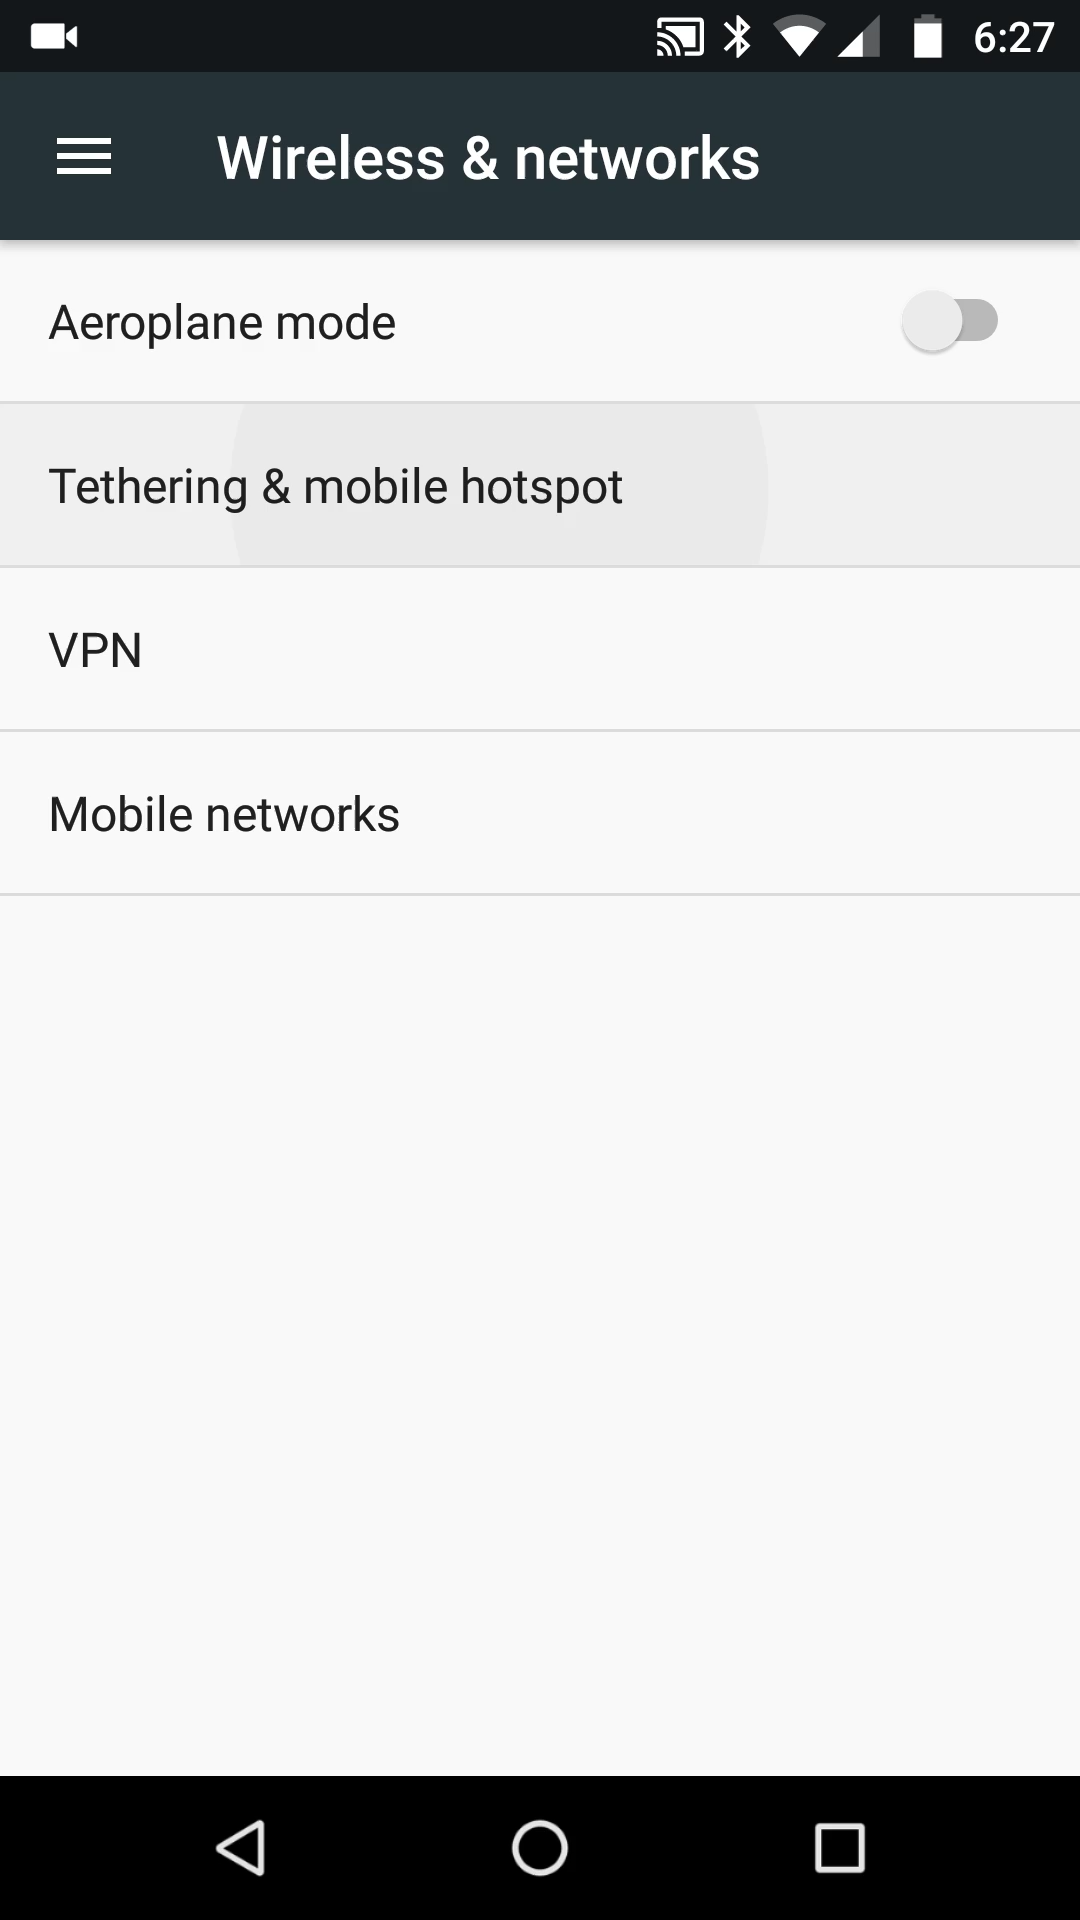 6:27
Wireless & networks
Aeroplane mode
Tethering & mobile hotspot
VPN
Mobile networks